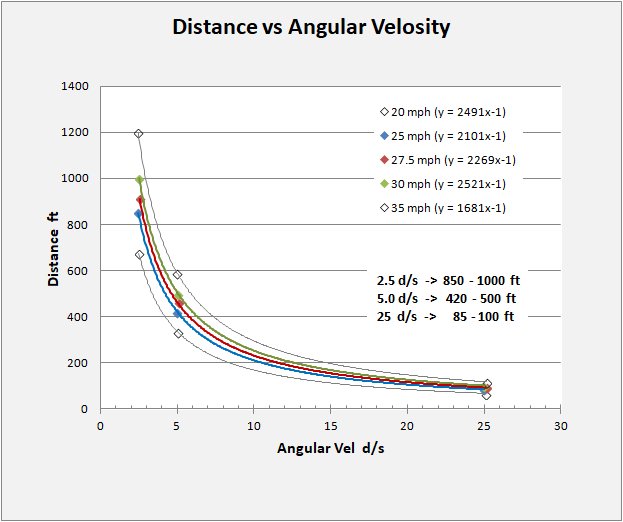 Distance vs Angular Velosity
1400
1200
1000
800
600
400
200
0
Distance ft
20 mph (y = 2491x-1)
25 mph (y = 2101x-1)
27.5 mph (y = 2269x-1)
30 mph (y = 2521x-1)
35 mph (y = 1681x-1)
2.5 d/s -> 850 - 1000 ft
5.0 d/s -> 420 - 500 ft
25 d/s -> 85 - 100 ft
0 5 10 15 20 25 30
Angular Vel d/s